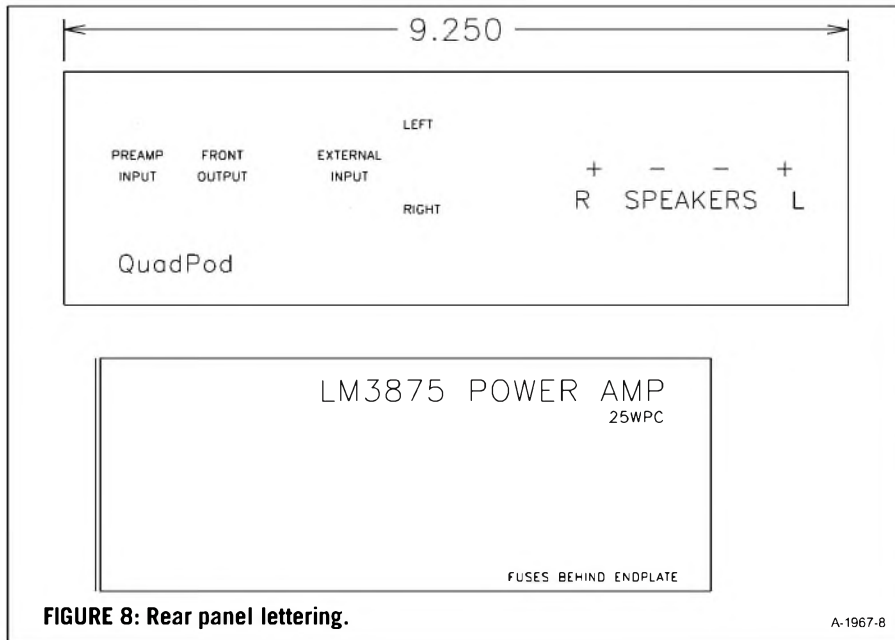 9.250
LEFT
PREAMP FRONT EXTERNAL
INPUT OUTPUT INPUT
+ − − +
R SPEAKERS L
RIGHT
QuadPod
LM3875 POWER AMP
25WPC
FUSES BEHIND ENDPLATE
FIGURE 8: Rear panel lettering.
A-1967-8